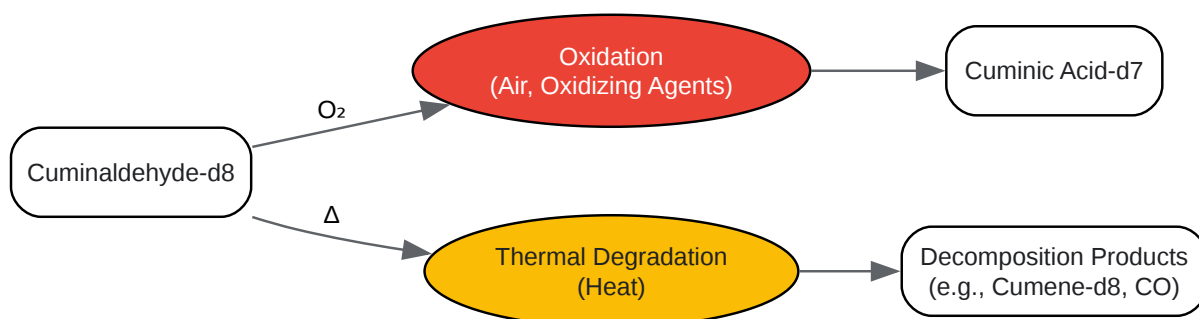 Oxidation
(Air, Oxidizing Agents)
Cuminic Acid-d7
O₂
Cuminaldehyde-d8
Δ
Thermal Degradation
(Heat)
Decomposition Products
(e.g., Cumene-d8, CO)